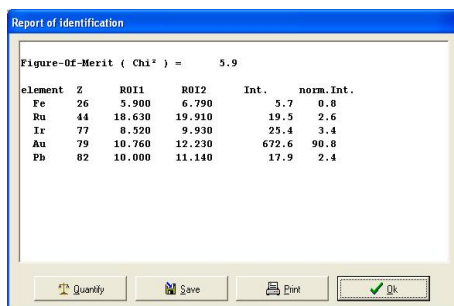 Report of identification
Figure-Of-Merit ( Chi² ) = 5.9
element Z ROI1 ROI2 Int. norm.Int.
Fe 26 5.900 6.790 5.7 0.8
Ru 44 18.630 19.910 19.5 2.6
Ir 77 8.520 9.930 25.4 3.4
Au 79 10.760 12.230 672.6 90.8
Pb 82 10.000 11.140 17.9 2.4
Quantify Save Print Ok